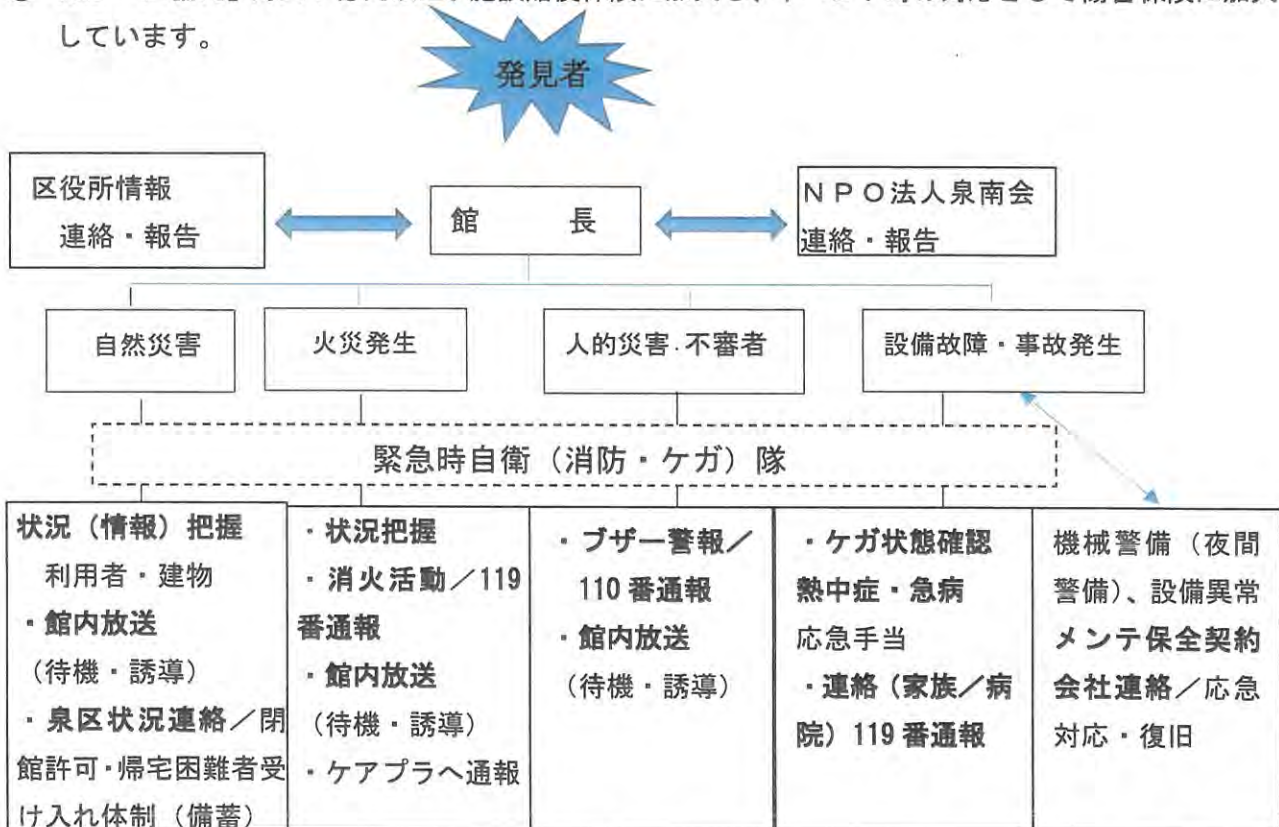 しています。
発見者
区役所情報
連絡・報告
館　　長
ＮＰＯ法人泉南会
連絡・報告
自然災害
火災発生
人的災害．不審者
設備故障・事故発生
緊急時自衛（消防・ケガ）隊
状況（情報）把握
利用者・建物
・館内放送
（待機・誘導）
・泉区状況連絡／閉
館許可・帰宅困難者受
け入れ体制（備蓄）
・状況把握
・消火活動／119
番通報
・館内放送
（待機・誘導）
・ケアプラへ通報
・ブザー警報／
110 番通報
・館内放送
（待機・誘導）
・ケガ状態確認
熱中症・急病
応急手当
・連絡（家族／病
院）119 番通報
機械警備（夜間
警備）、設備異常
メンテ保全契約
会社連絡／応急
対応・復旧